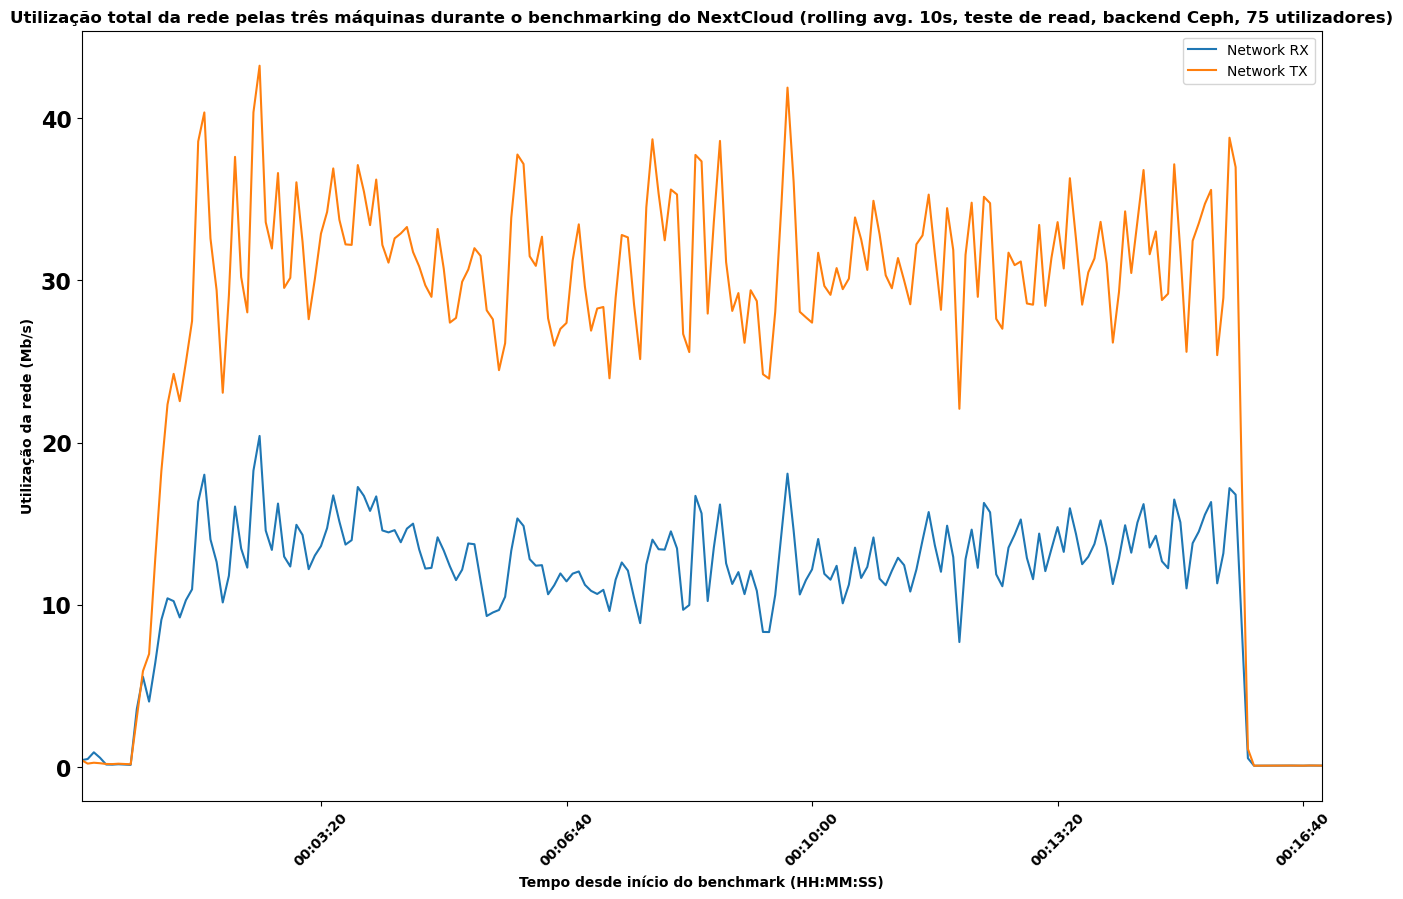 Utilização total da rede pelas três máquinas durante o benchmarking do NextCloud (rolling avg. 10s, teste de read, backend Ceph, 75 utilizadores)
Network RX
Network TX
40
30
20
10
0
Utilização da rede (Mb/s)
00:03:20
00:06:40
00:10:00
00:13:20
00:16:40
Tempo desde início do benchmark (HH:MM:SS)